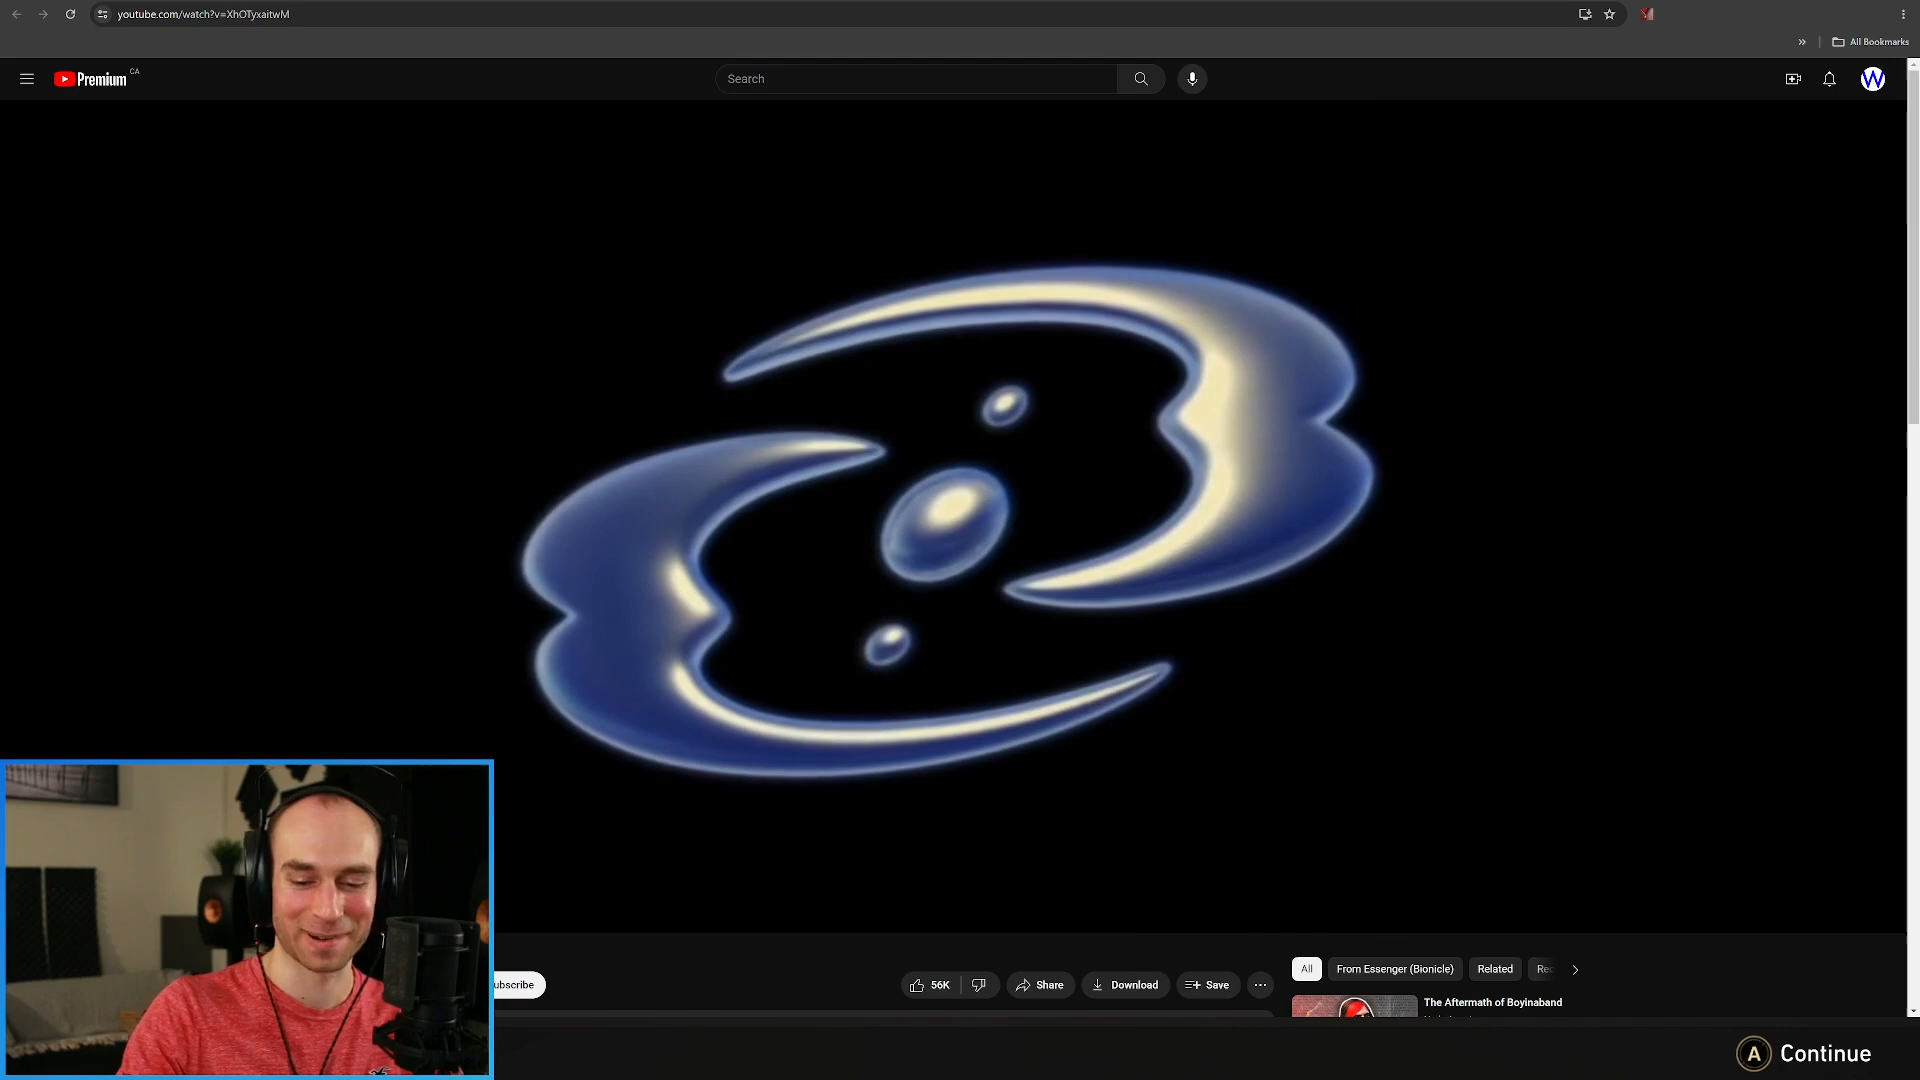 youtube.com/watch?v=XhOTyxaitwM
All Bookmarks
Premium CA
Search
W
ubscribe
56K
Share
Download
Save
All
From Essenger (Bionicle)
Related
Rec
The Aftermath of Boyinaband
A Continue